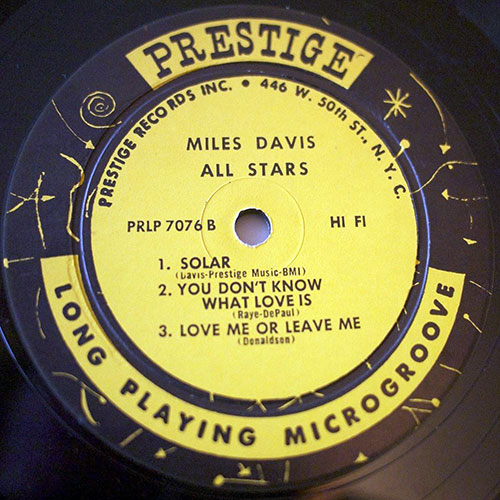 PRESTIGE
PRESTIGE RECORDS INC. • 446 W. 50th ST., N. Y. C.
MILES DAVIS
ALL STARS
PRLP 7076 B
HI FI
1. SOLAR
(Davis-Prestige Music-BMI)
2. YOU DON'T KNOW
WHAT LOVE IS
(Raye-DePaul)
3. LOVE ME OR LEAVE ME
(Donaldson)
LONG PLAYING MICROGROOVE